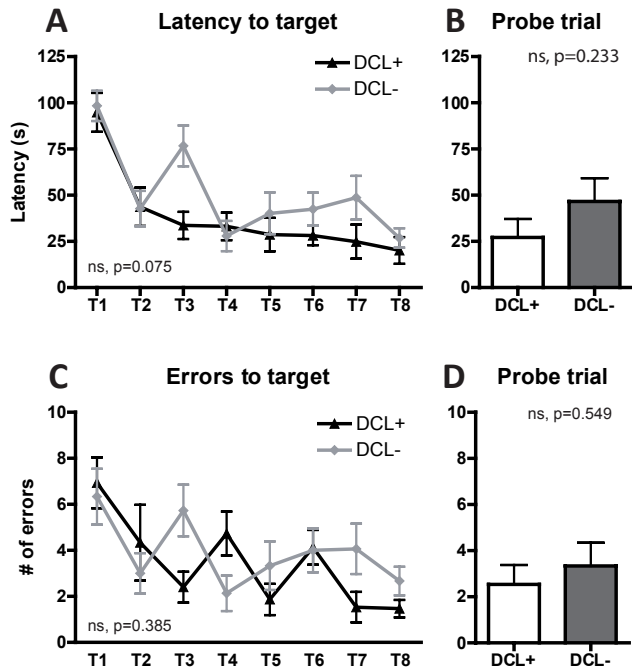 A Latency to target
125
100
75
50
25
0
Latency (s)
DCL+
DCL-
ns, p=0.075
T1 T2 T3 T4 T5 T6 T7 T8
B Probe trial
125
100
75
50
25
0
ns, p=0.233
DCL+ DCL-
C Errors to target
10
8
6
4
2
0
# of errors
DCL+
DCL-
ns, p=0.385
T1 T2 T3 T4 T5 T6 T7 T8
D Probe trial
10
8
6
4
2
0
ns, p=0.549
DCL+ DCL-